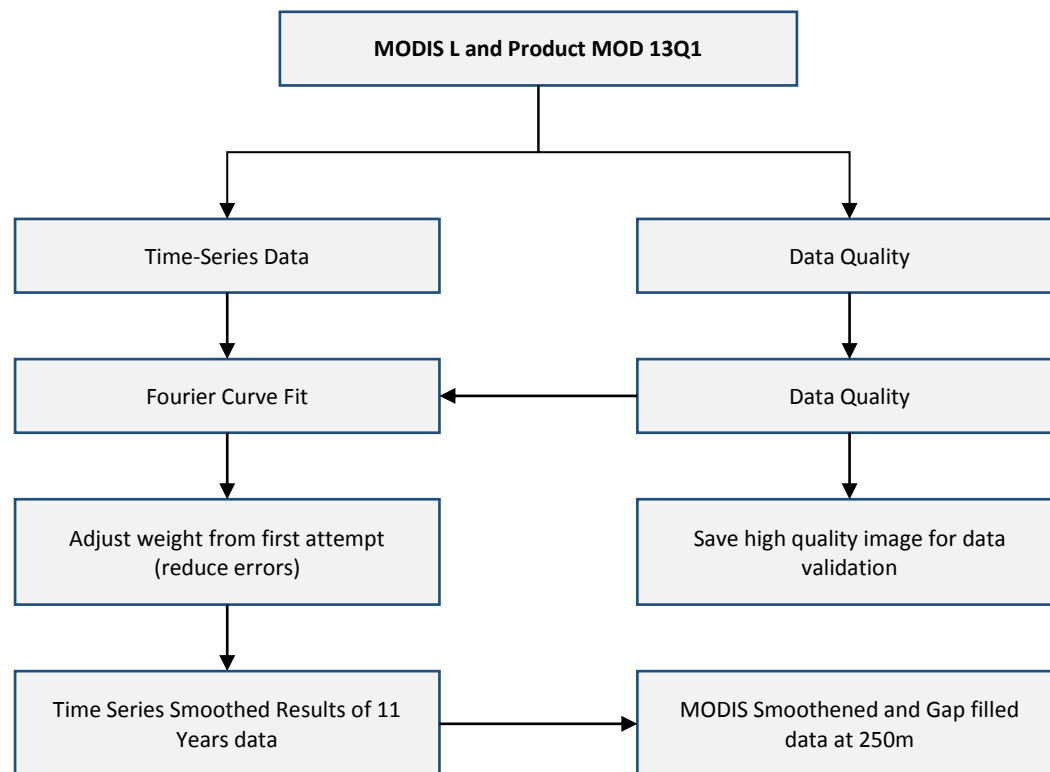 MODIS L and Product MOD 13Q1
Time-Series Data
Data Quality
Fourier Curve Fit
Data Quality
Adjust weight from first attempt
(reduce errors)
Save high quality image for data
validation
Time Series Smoothed Results of 11
Years data
MODIS Smoothened and Gap filled
data at 250m